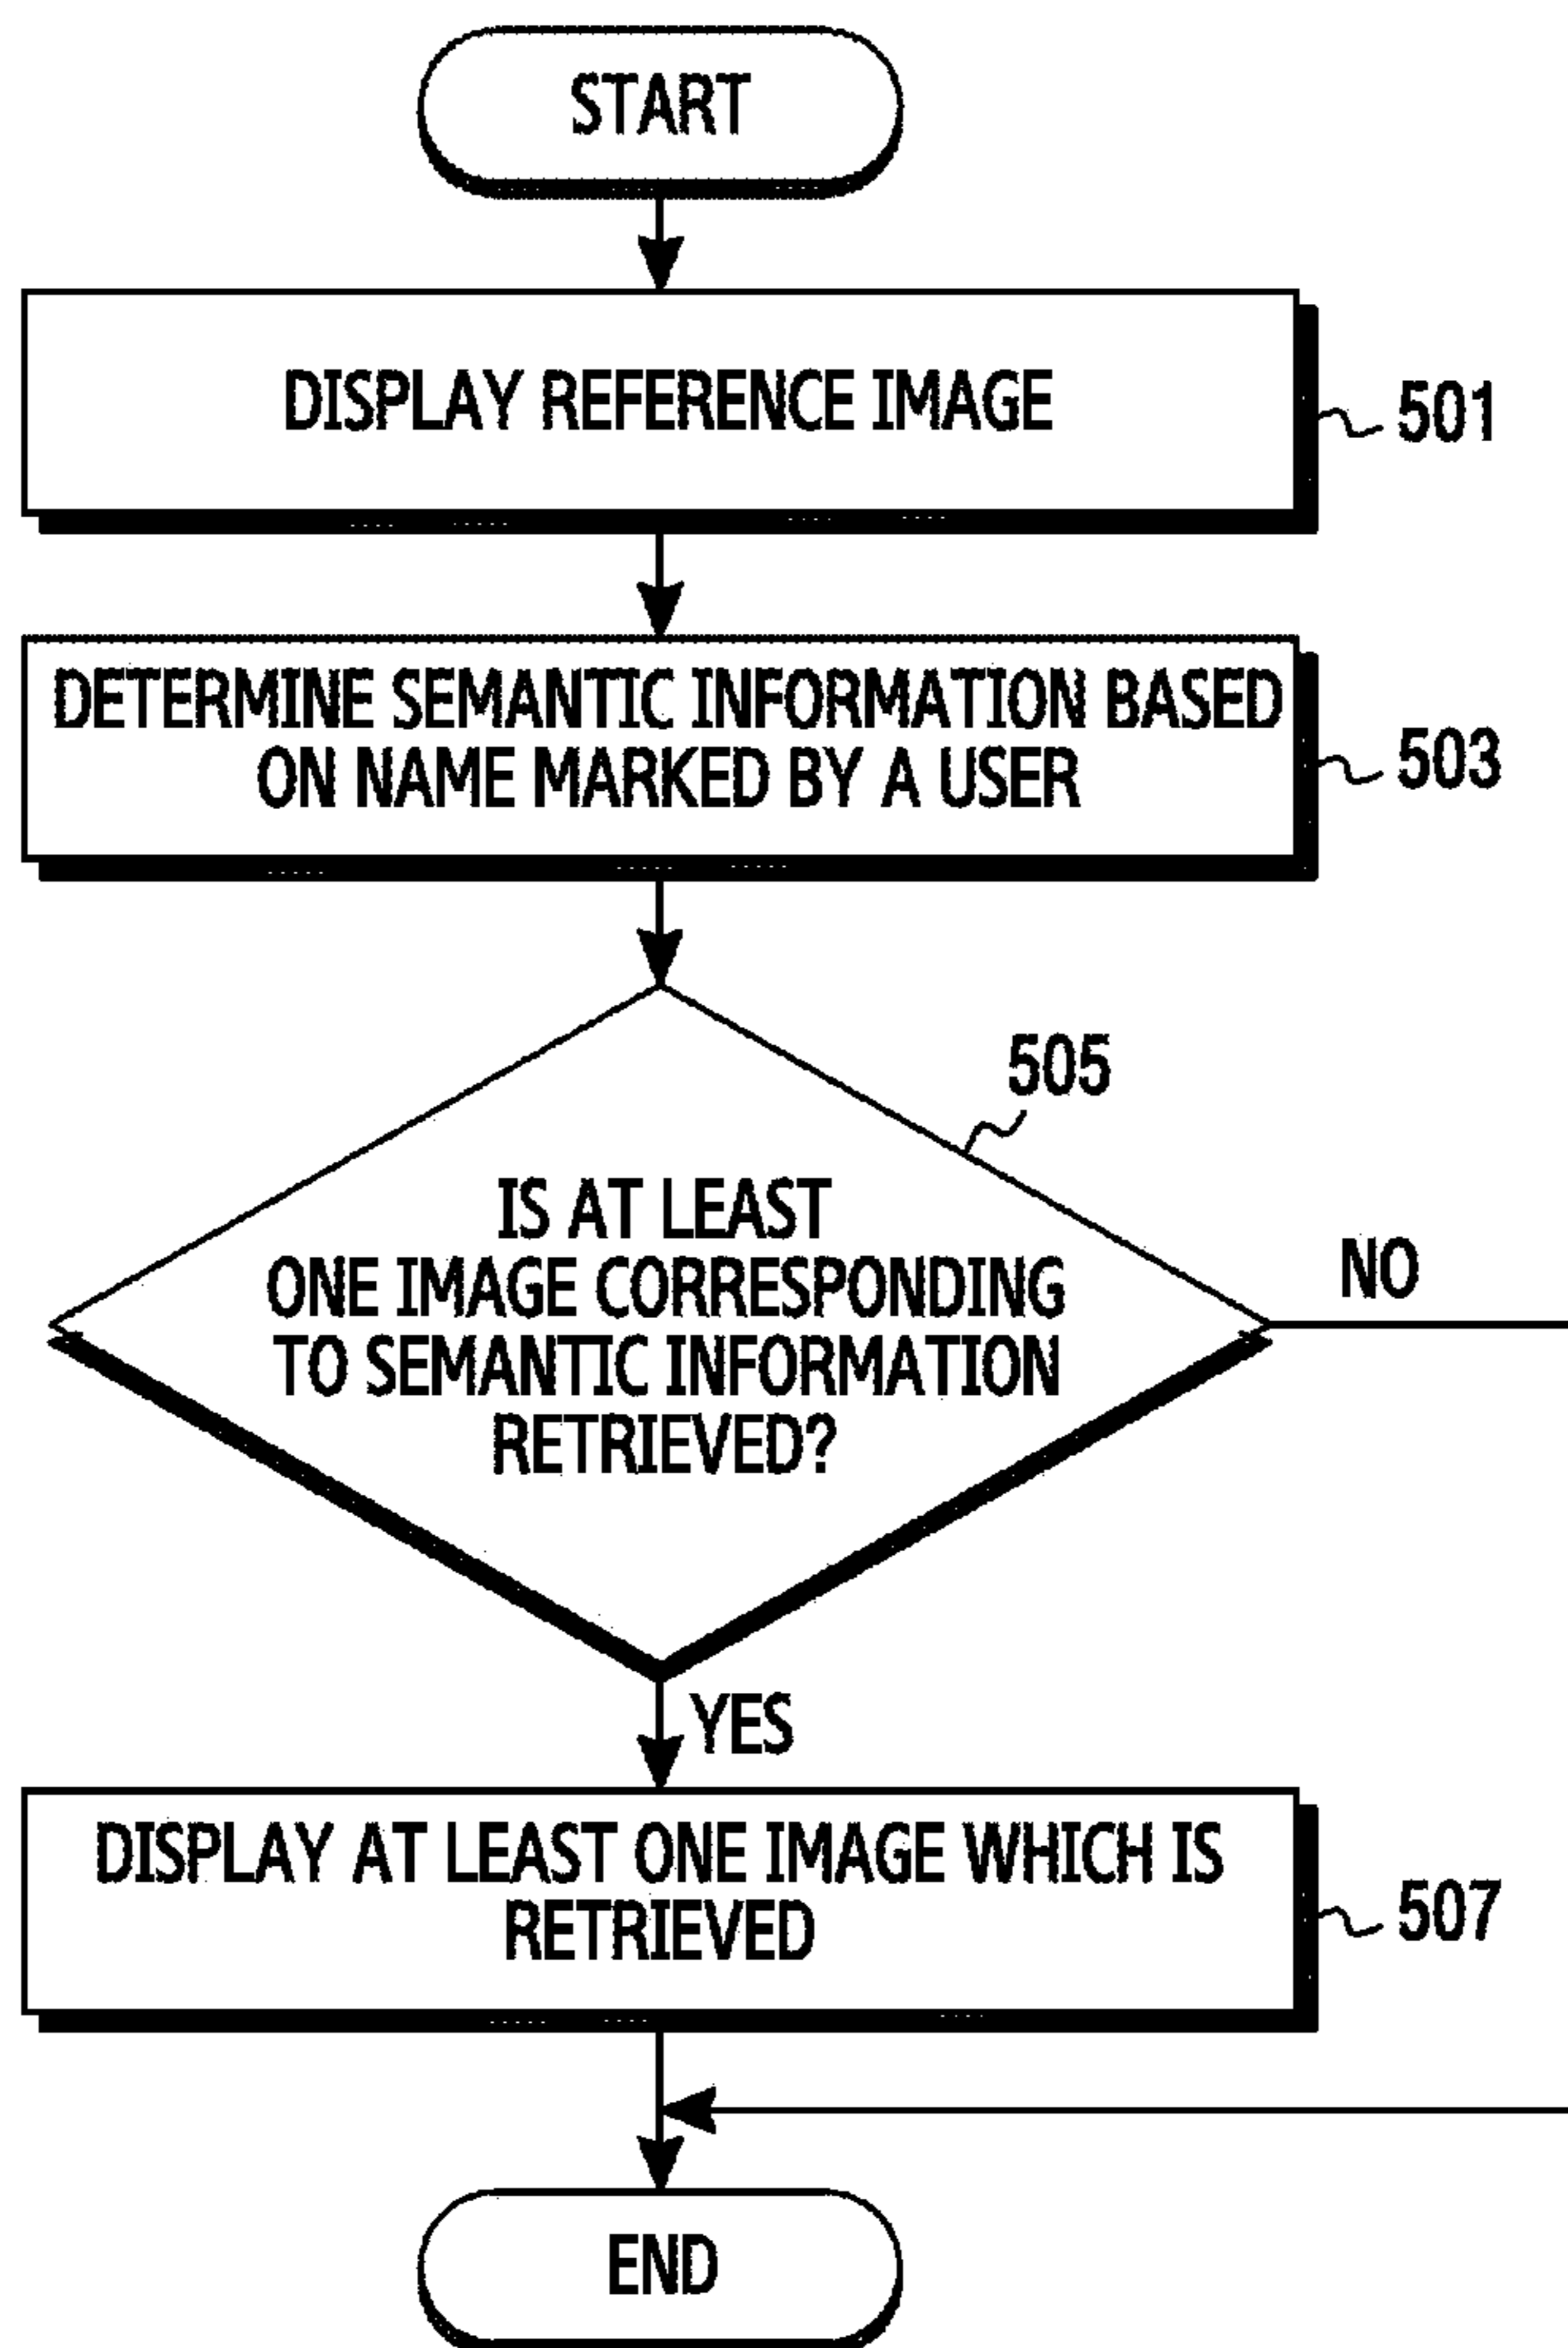 START
DISPLAY REFERENCE IMAGE
501
DETERMINE SEMANTIC INFORMATION BASED
ON NAME MARKED BY A USER
503
505
IS AT LEAST
ONE IMAGE CORRESPONDING
TO SEMANTIC INFORMATION
RETRIEVED?
NO
YES
DISPLAY AT LEAST ONE IMAGE WHICH IS
RETRIEVED
507
END